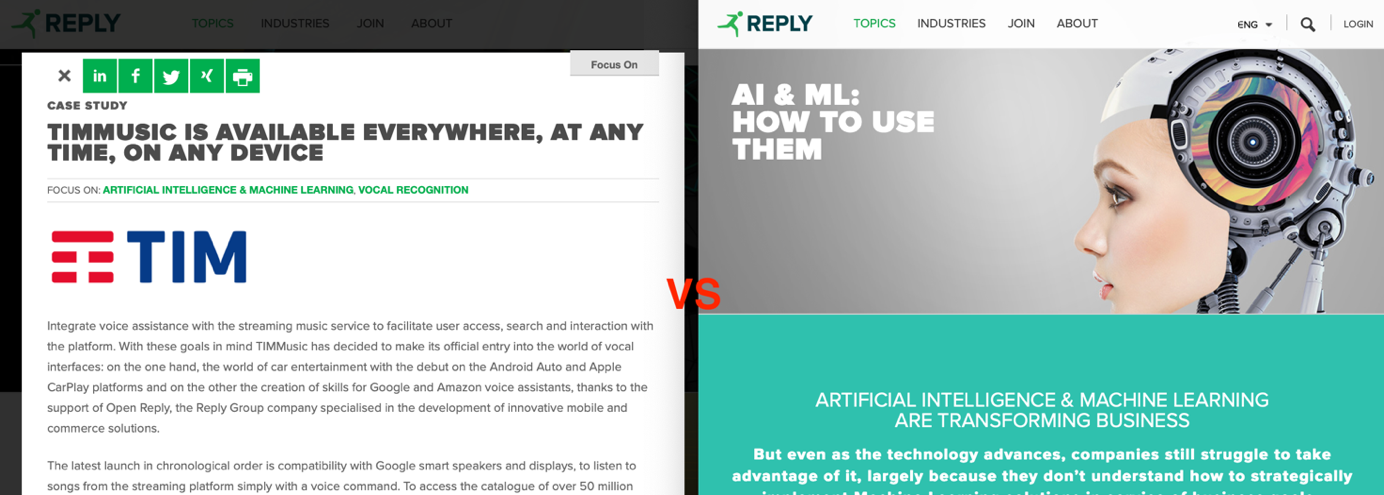 REPLY
TOPICS INDUSTRIES JOIN ABOUT
Focus On
CASE STUDY
TIMMUSIC IS AVAILABLE EVERYWHERE, AT ANY
TIME, ON ANY DEVICE
FOCUS ON: ARTIFICIAL INTELLIGENCE & MACHINE LEARNING, VOCAL RECOGNITION
TIM
Integrate voice assistance with the streaming music service to facilitate user access, search and interaction with
the platform. With these goals in mind TIMMusic has decided to make its official entry into the world of vocal
interfaces: on the one hand, the world of car entertainment with the debut on the Android Auto and Apple
CarPlay platforms and on the other the creation of skills for Google and Amazon voice assistants, thanks to the
support of Open Reply, the Reply Group company specialised in the development of innovative mobile and
commerce solutions.
The latest launch in chronological order is compatibility with Google smart speakers and displays, to listen to
songs from the streaming platform simply with a voice command. To access the catalogue of over 50 million
VS
REPLY
TOPICS INDUSTRIES JOIN ABOUT
ENG
LOGIN
AI & ML:
HOW TO USE
THEM
ARTIFICIAL INTELLIGENCE & MACHINE LEARNING
ARE TRANSFORMING BUSINESS
But even as the technology advances, companies still struggle to take
advantage of it, largely because they don't understand how to strategically